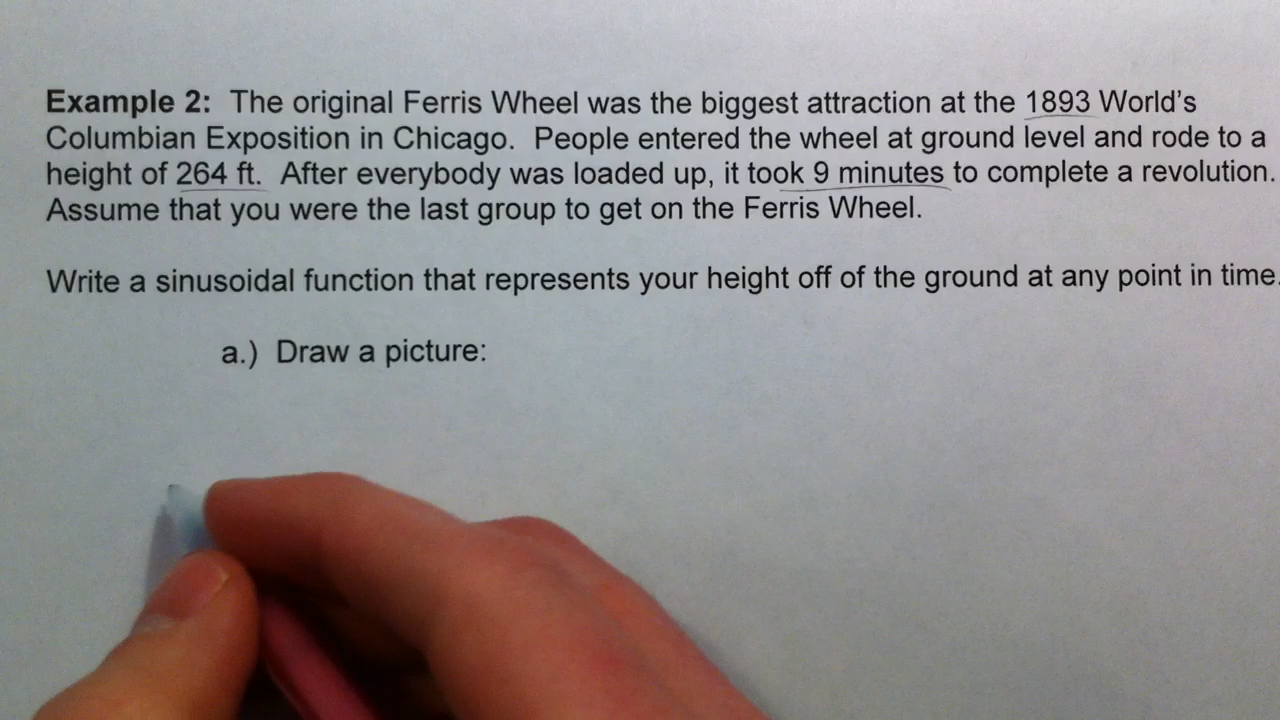 Example 2: The original Ferris Wheel was the biggest attraction at the 1893 World's
Columbian Exposition in Chicago. People entered the wheel at ground level and rode to a
height of 264 ft. After everybody was loaded up, it took 9 minutes to complete a revolution.
Assume that you were the last group to get on the Ferris Wheel.
Write a sinusoidal function that represents your height off of the ground at any point in time.
a.) Draw a picture: